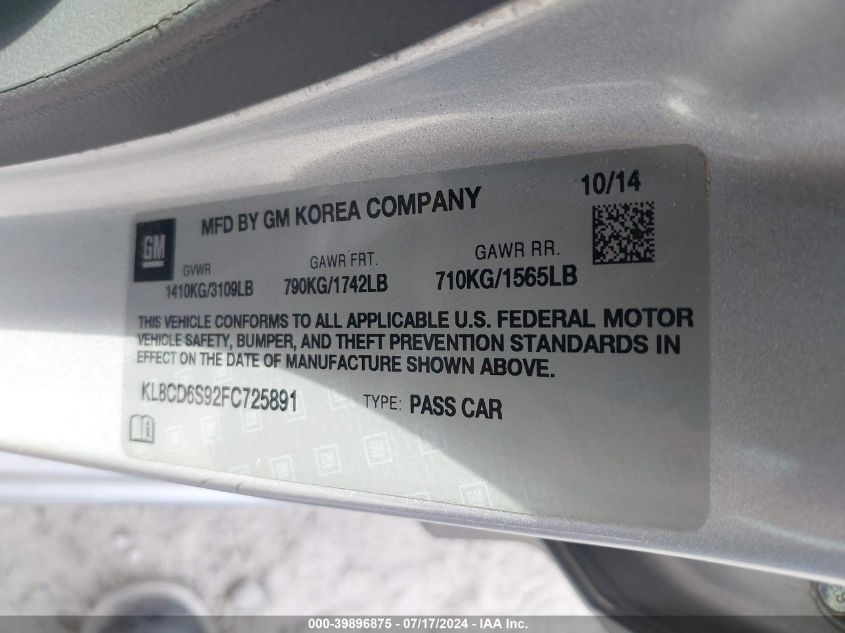 10/14
MFD BY GM KOREA COMPANY
GM
GVWR GAWR FRT. GAWR RR.
1410KG/3109LB 790KG/1742LB 710KG/1565LB
THIS VEHICLE CONFORMS TO ALL APPLICABLE U.S. FEDERAL MOTOR
VEHICLE SAFETY, BUMPER, AND THEFT PREVENTION STANDARDS IN
EFFECT ON THE DATE OF MANUFACTURE SHOWN ABOVE.
KL8CD6S92FC725891 TYPE: PASS CAR
000-39896875 - 07/17/2024 - IAA Inc.